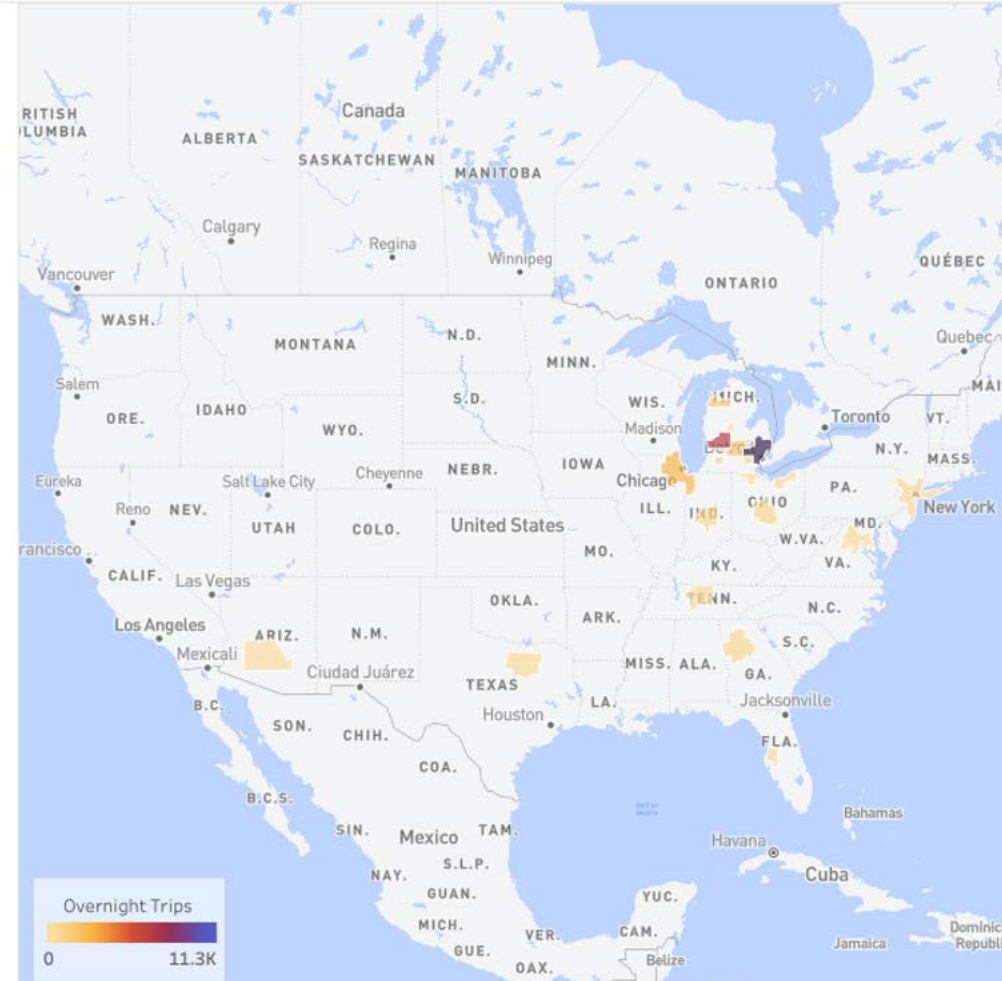 Canada
RITISH
OLUMBIA
ALBERTA
SASKATCHEWAN
MANITOBA
Calgary
Regina
Winnipeg
QUÉBEC
Vancouver
ONTARIO
WASH.
MONTANA
N.D.
Quebec
MINN.
Salem
S.D.
MICH.
MAI
ORE.
IDAHO
WYO.
WIS.
Toronto
VT.
Madison
Detroit
N.Y.
MASS.
Eureka
Salt Lake City
Cheyenne
NEBR.
IOWA
Chicago
PA.
Reno
NEV.
ILL.
IND.
OHIO
New York
UTAH
COLO.
United States
MD.
rancisco
MO.
W.VA.
VA.
CALIF.
Las Vegas
KY.
OKLA.
TENN.
N.C.
Los Angeles
ARIZ.
N.M.
ARK.
S.C.
Mexicali
Ciudad Juárez
MISS.
ALA.
GA.
TEXAS
B.C.
LA.
Jacksonville
SON.
Houston
CHIH.
FLA.
COA.
B.C.S.
Bahamas
SIN.
Mexico
TAM.
Havana
S.L.P.
NAY.
Cuba
GUAN.
YUC.
MICH.
VER.
CAM.
Dominic
Jamaica
Republi
GUE.
Belize
OAX.
Overnight Trips
0
11.3K